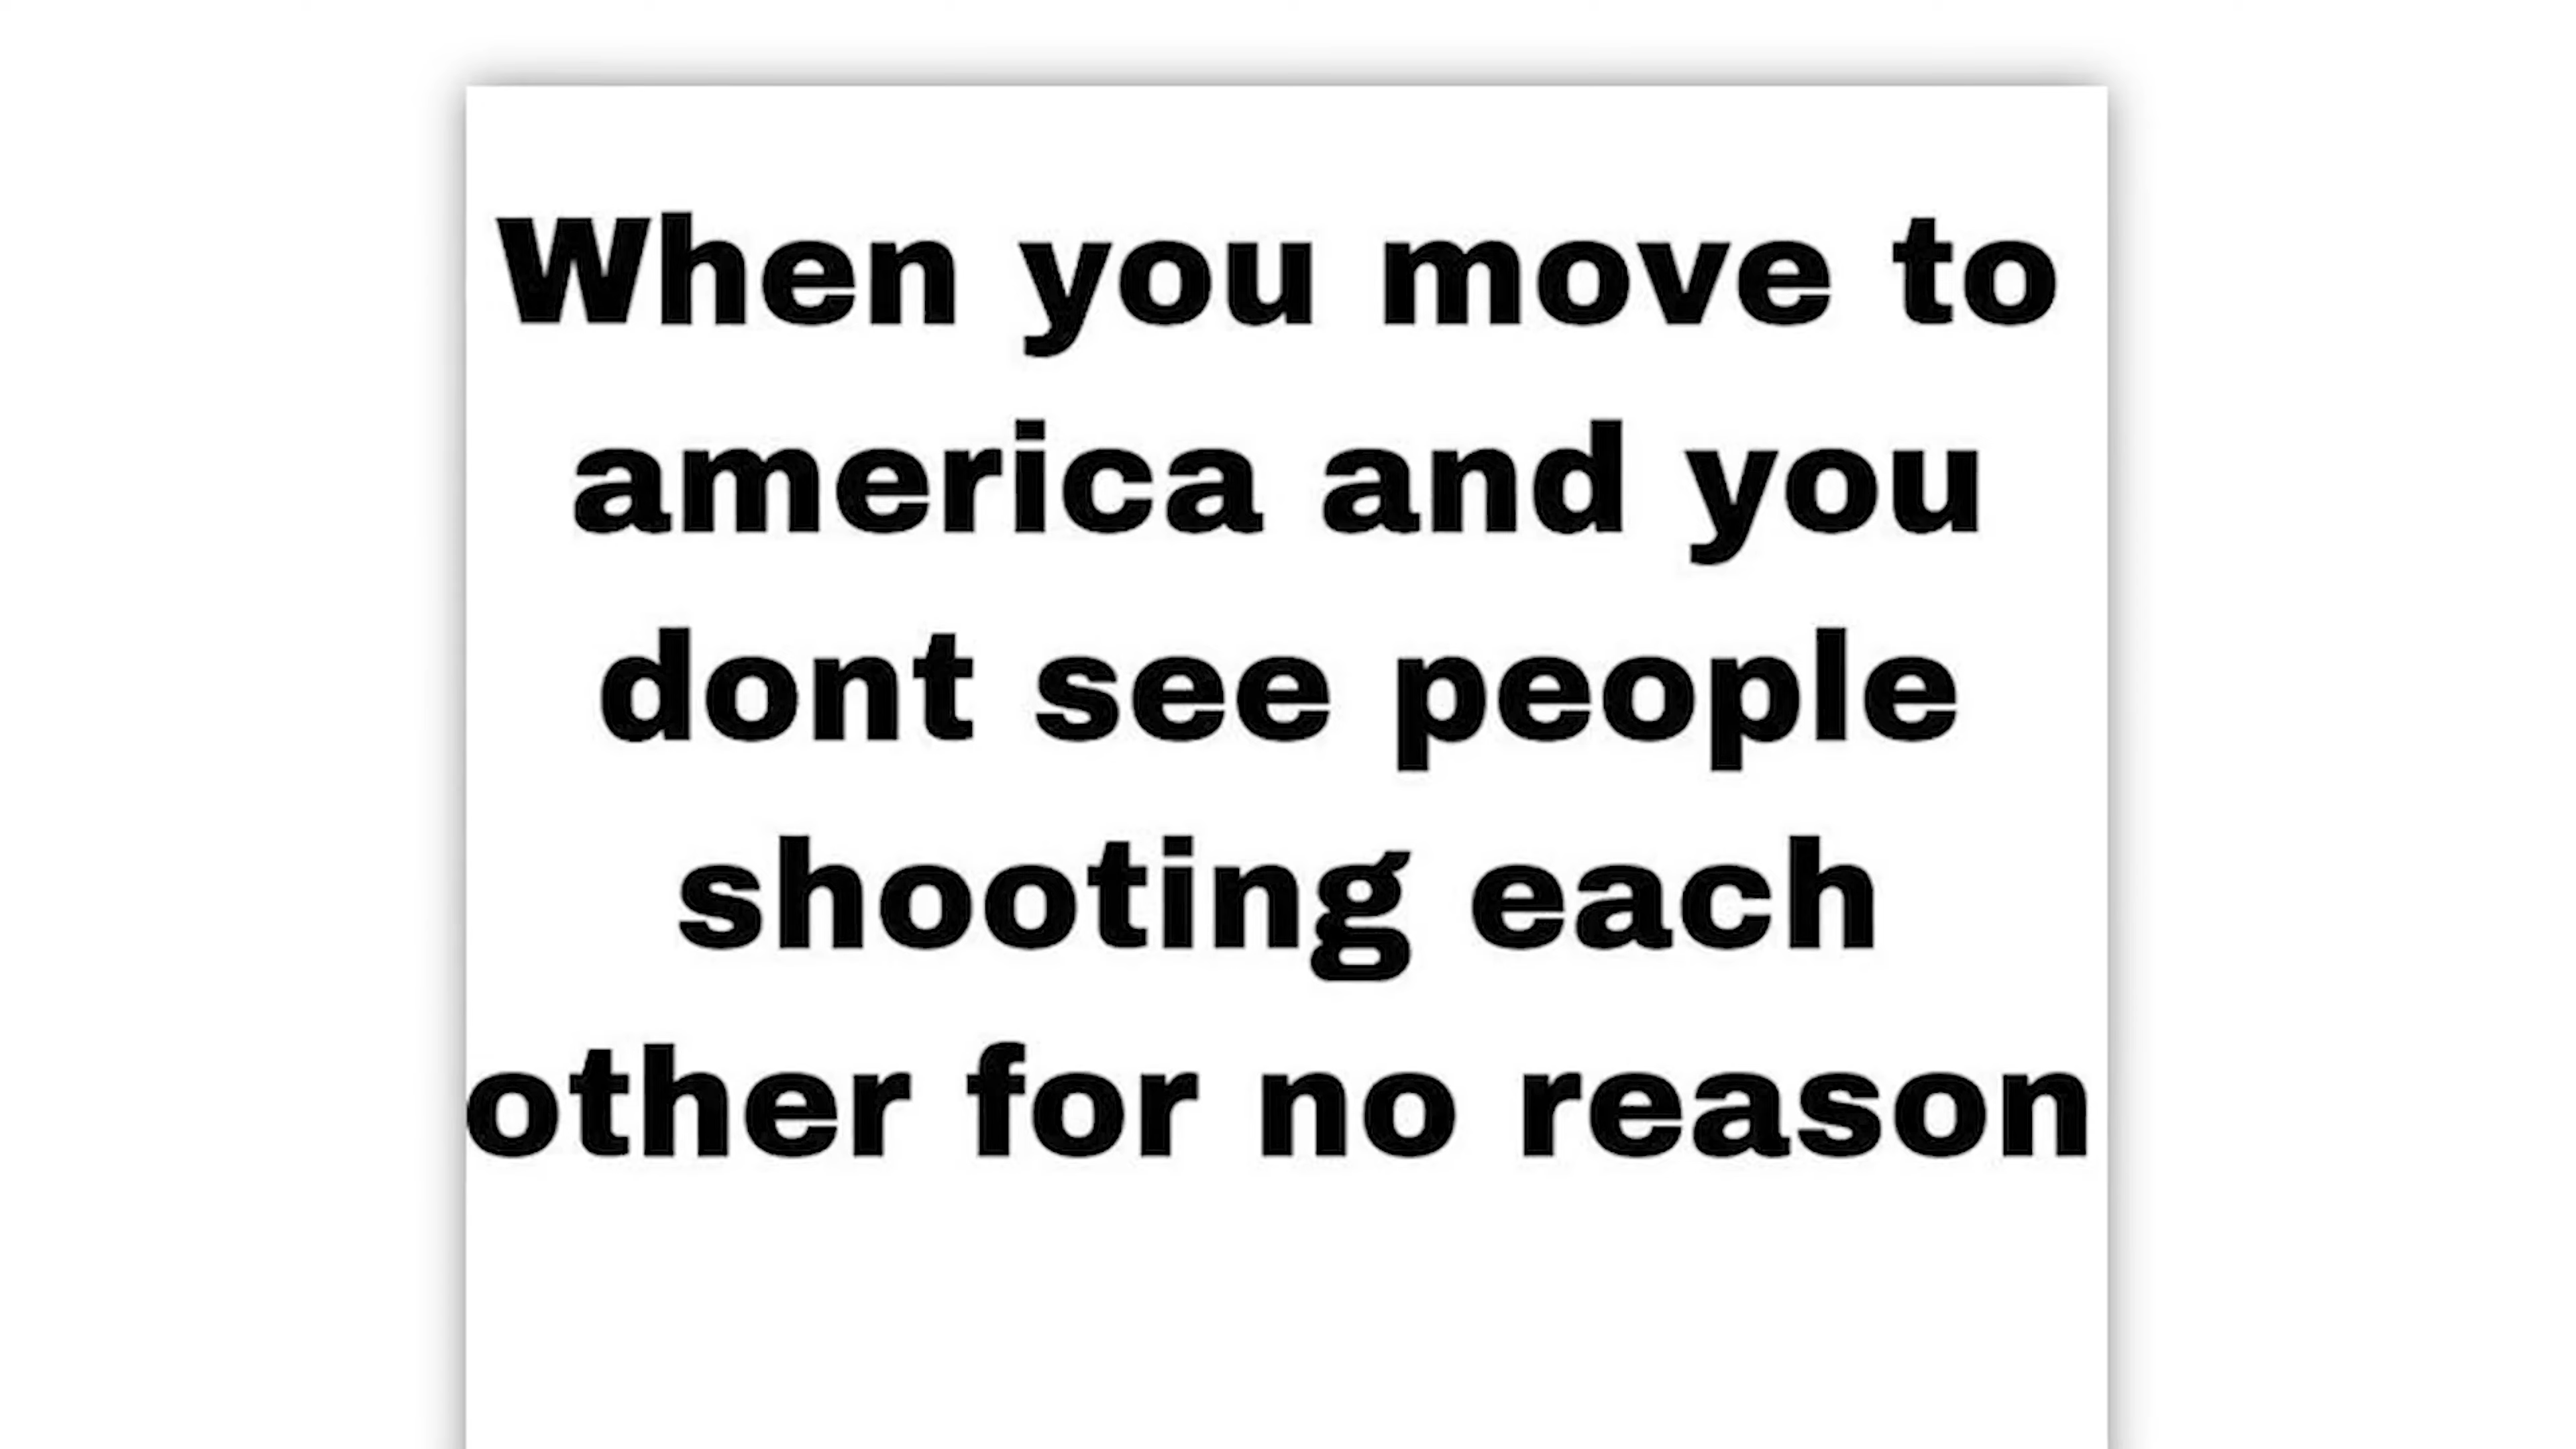 When you move to
america and you
dont see people
shooting each
other for no reason